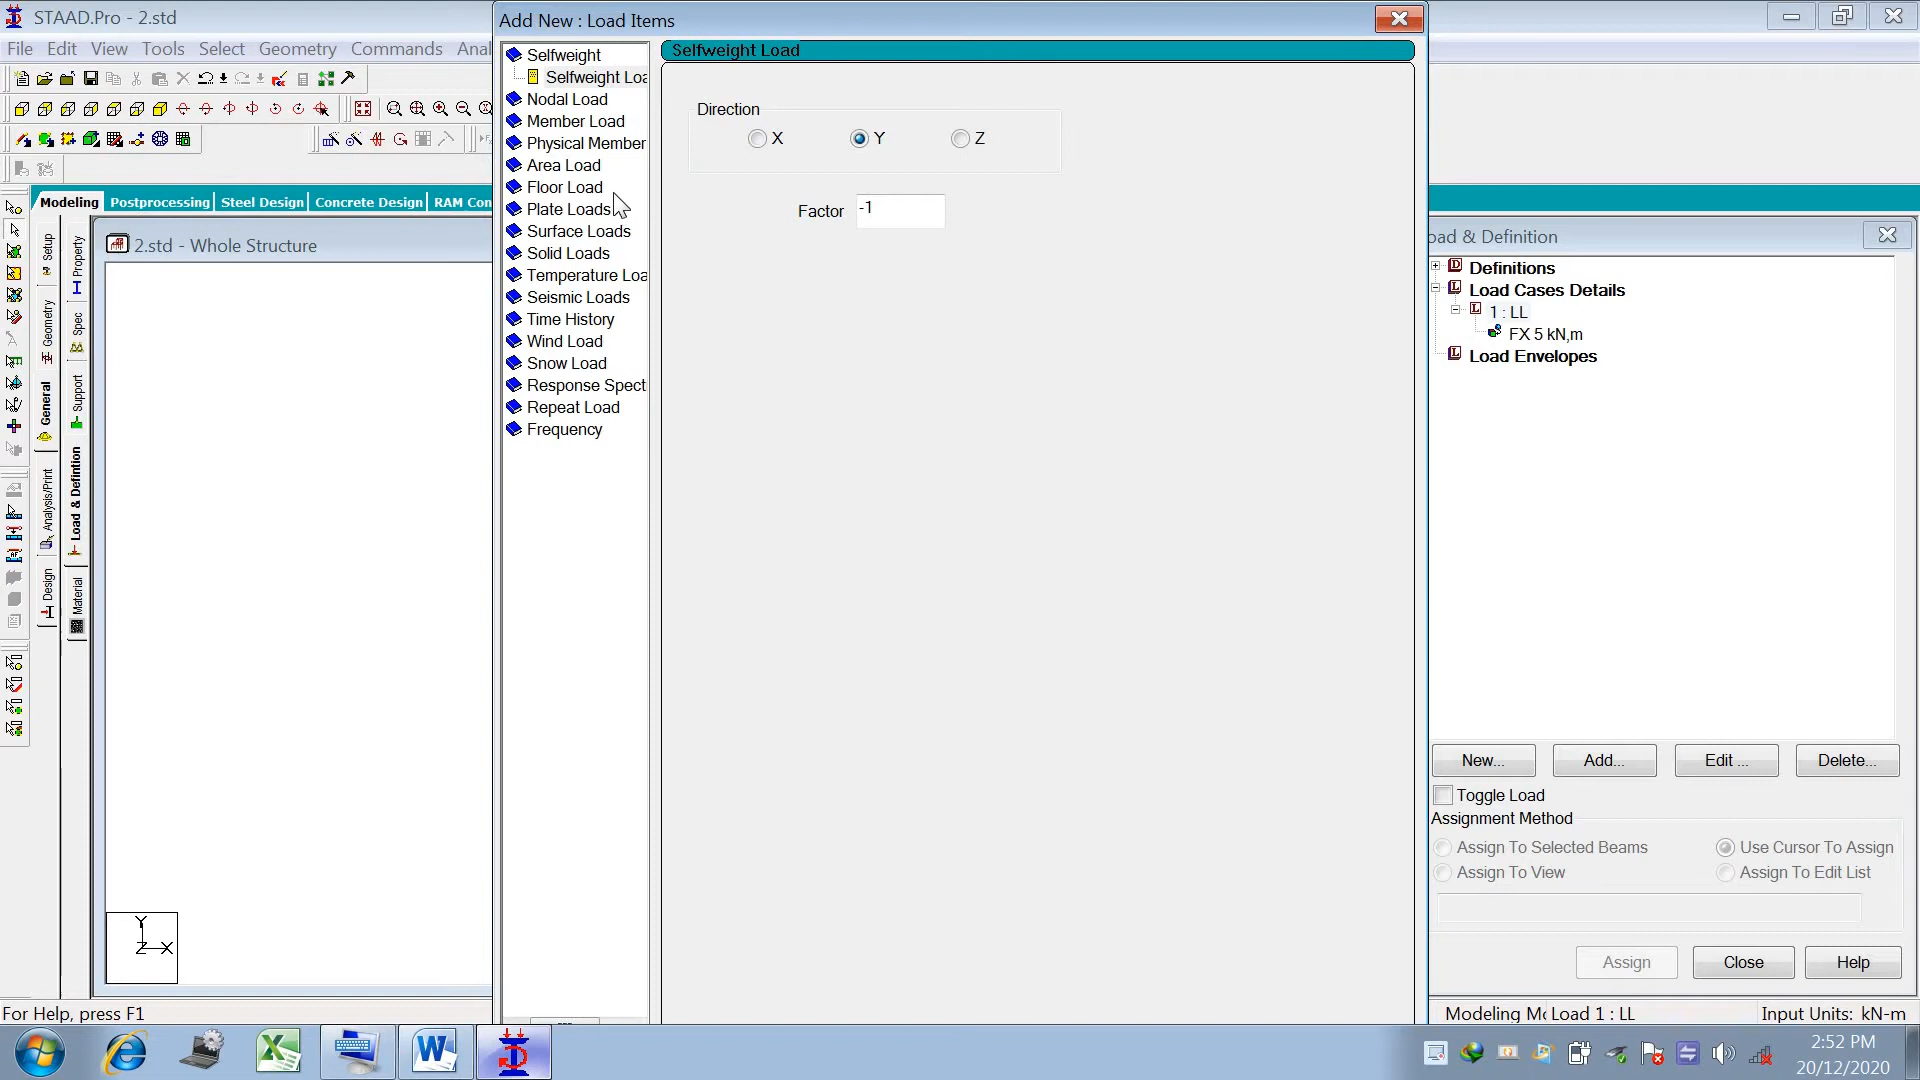 STAAD.Pro - 2.std
File Edit View Tools Select Geometry Commands Anal
Modeling Postprocessing Steel Design Concrete Design RAM Con
Setup
Geometry
General
Analysis/Print
Design
Property
Spec
Support
Load & Definition
Material
2.std - Whole Structure
Y
Z X
Add New : Load Items
Selfweight
Selfweight Loa
Nodal Load
Member Load
Physical Member
Area Load
Floor Load
Plate Loads
Surface Loads
Solid Loads
Temperature Loa
Seismic Loads
Time History
Wind Load
Snow Load
Response Spect
Repeat Load
Frequency
Selfweight Load
Direction
X Y Z
Factor -1
oad & Definition
Definitions
Load Cases Details
1 : LL
FX 5 kN,m
Load Envelopes
New... Add... Edit ... Delete...
Toggle Load
Assignment Method
Assign To Selected Beams Use Cursor To Assign
Assign To View Assign To Edit List
Assign Close Help
For Help, press F1
Modeling Mo Load 1 : LL Input Units: kN-m
2:52 PM
20/12/2020